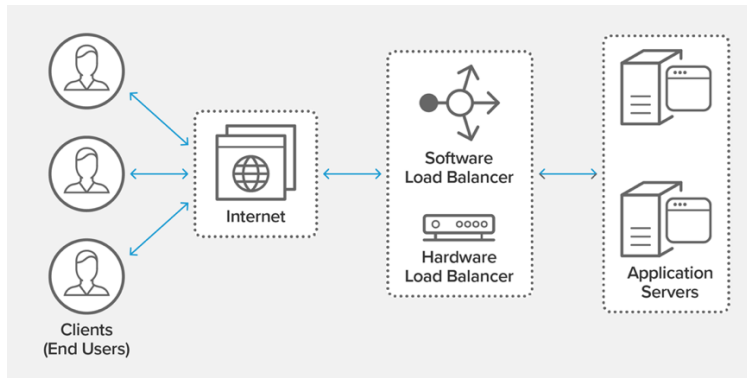 Clients
(End Users)
Internet
Software
Load Balancer
Hardware
Load Balancer
Application
Servers